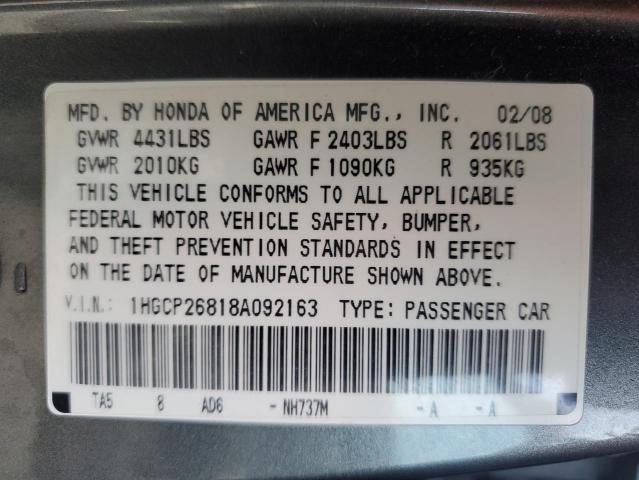 MFD. BY HONDA OF AMERICA MFG., INC. 02/08
GVWR 4431LBS GAWR F 2403LBS R 2061LBS
GVWR 2010KG GAWR F 1090KG R 935KG
THIS VEHICLE CONFORMS TO ALL APPLICABLE
FEDERAL MOTOR VEHICLE SAFETY, BUMPER,
AND THEFT PREVENTION STANDARDS IN EFFECT
ON THE DATE OF MANUFACTURE SHOWN ABOVE.
V.I.N.: 1HGCP26818A092163 TYPE: PASSENGER CAR
TA5 8 AD6 - NH737M - A - A